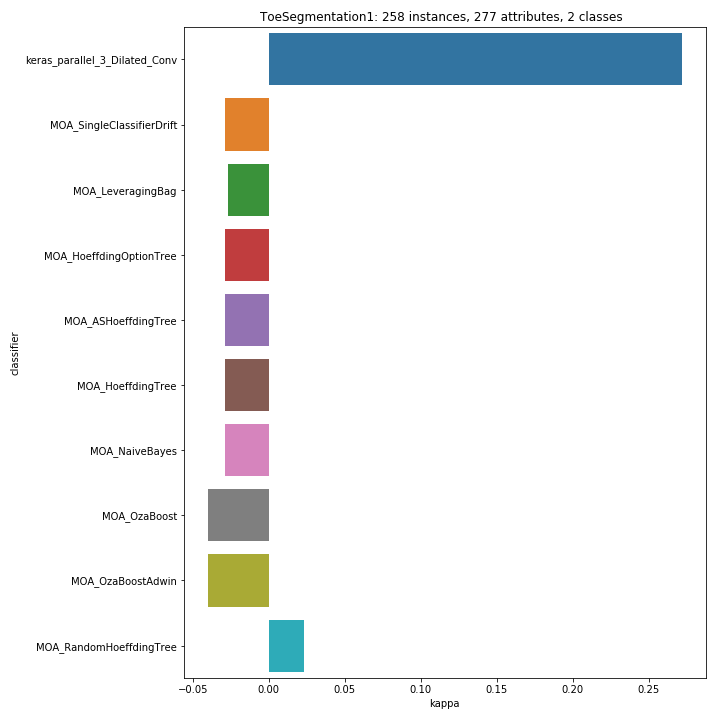 ToeSegmentation1: 258 instances, 277 attributes, 2 classes
keras_parallel_3_Dilated_Conv
MOA_SingleClassifierDrift
MOA_LeveragingBag
MOA_HoeffdingOptionTree
MOA_ASHoeffdingTree
MOA_HoeffdingTree
MOA_NaiveBayes
MOA_OzaBoost
MOA_OzaBoostAdwin
MOA_RandomHoeffdingTree
classifier
−0.05 0.00 0.05 0.10 0.15 0.20 0.25
kappa